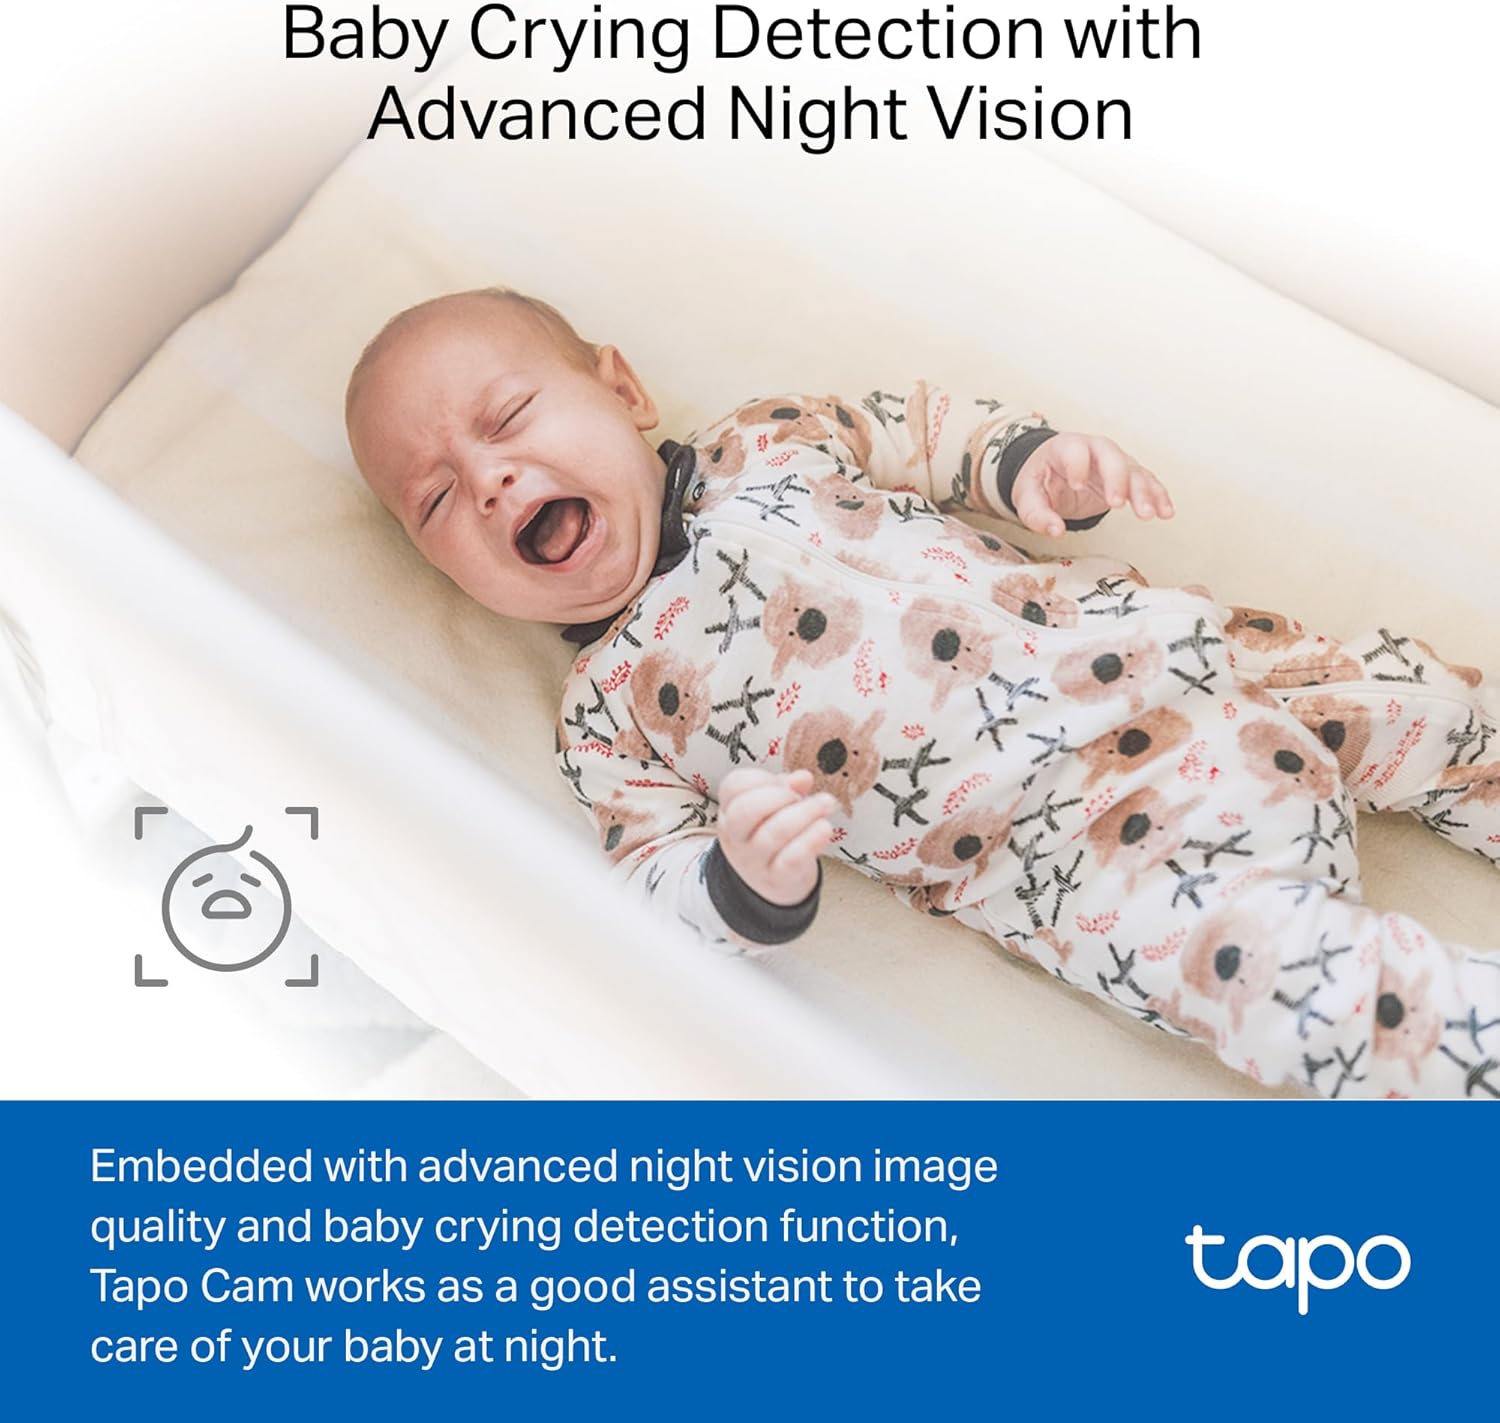 Baby Crying Detection with
Advanced Night Vision
Embedded with advanced night vision image
quality and baby crying detection function,
Tapo Cam works as a good assistant to take
care of your baby at night.
tapo